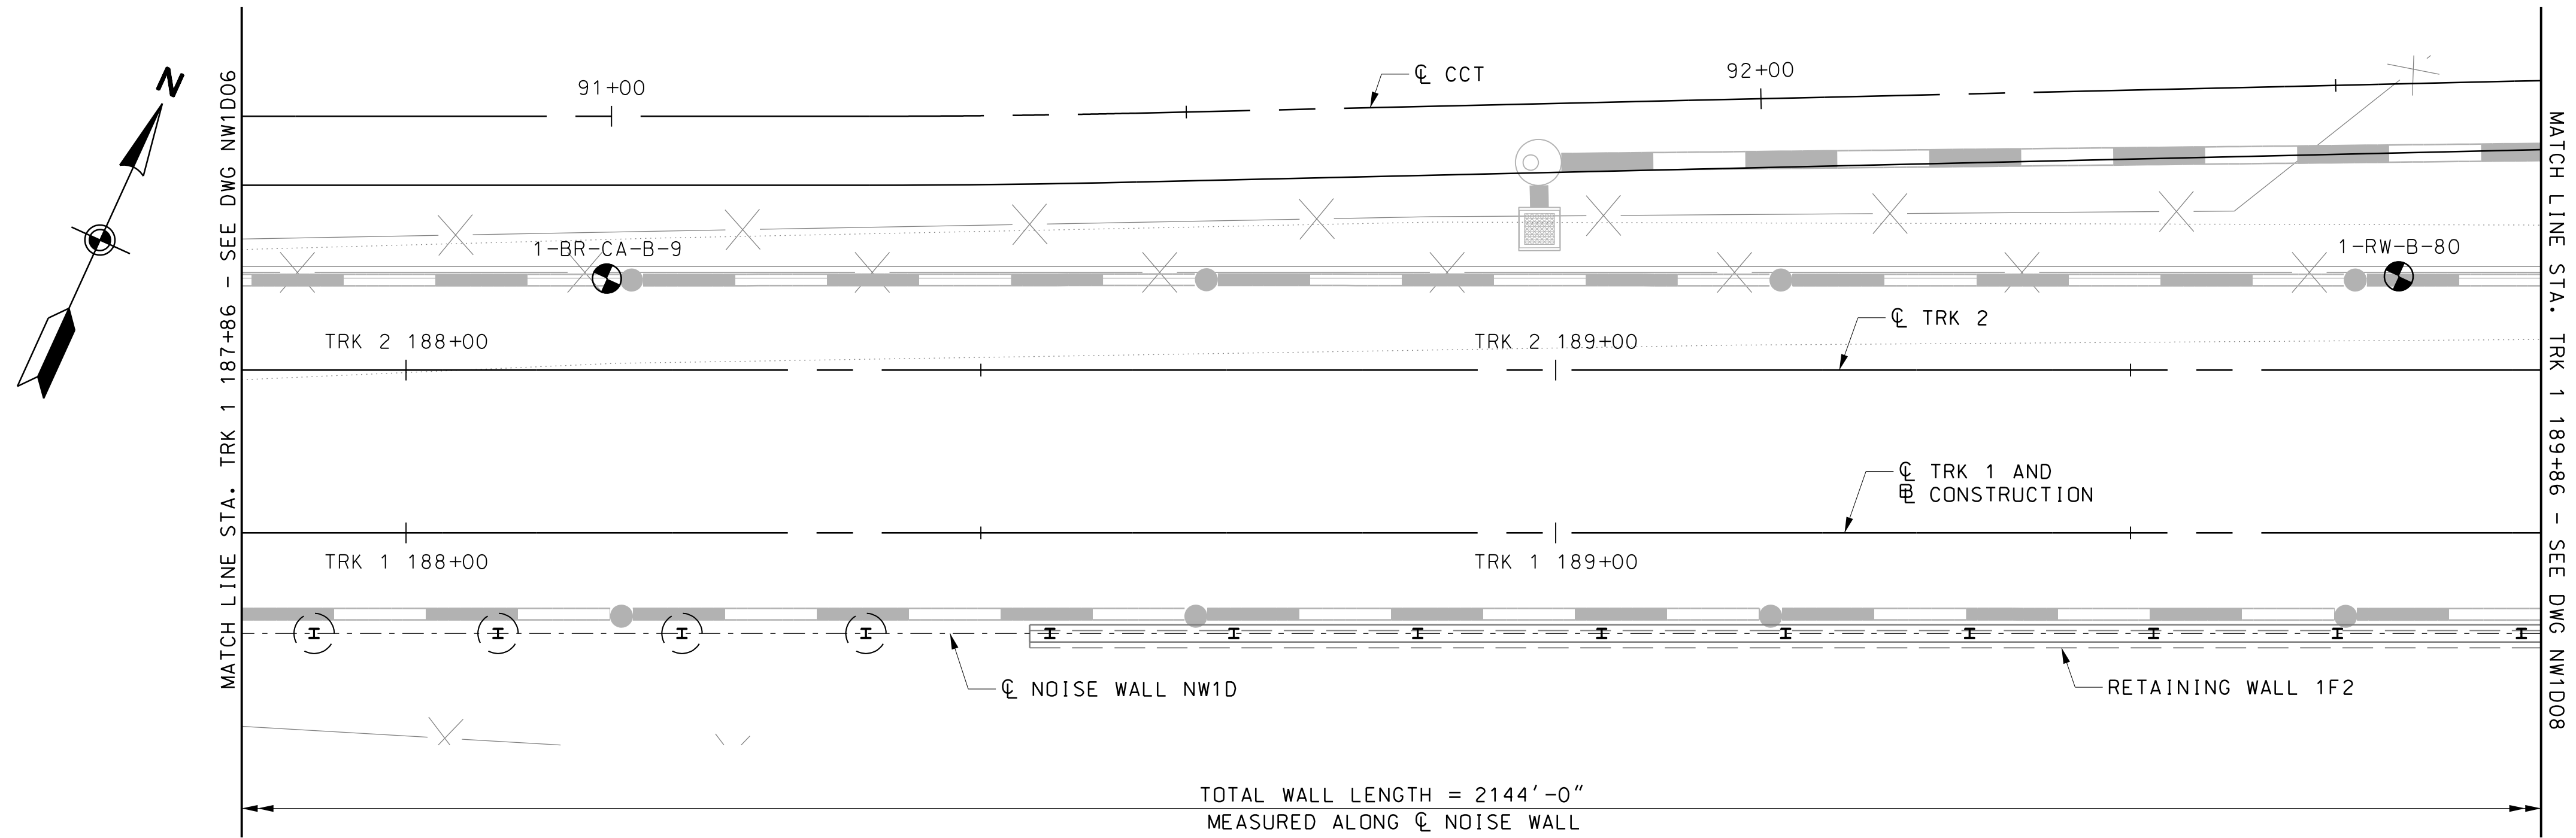 N
MATCH LINE STA. TRK 1 187+86 - SEE DWG NW1D06
91+00
℄ CCT
92+00
1-BR-CA-B-9
1-RW-B-80
TRK 2 188+00
TRK 2 189+00
℄ TRK 2
℄ TRK 1 AND
BL CONSTRUCTION
TRK 1 188+00
TRK 1 189+00
℄ NOISE WALL NW1D
RETAINING WALL 1F2
TOTAL WALL LENGTH = 2144'-0"
MEASURED ALONG ℄ NOISE WALL
MATCH LINE STA. TRK 1 189+86 - SEE DWG NW1D08